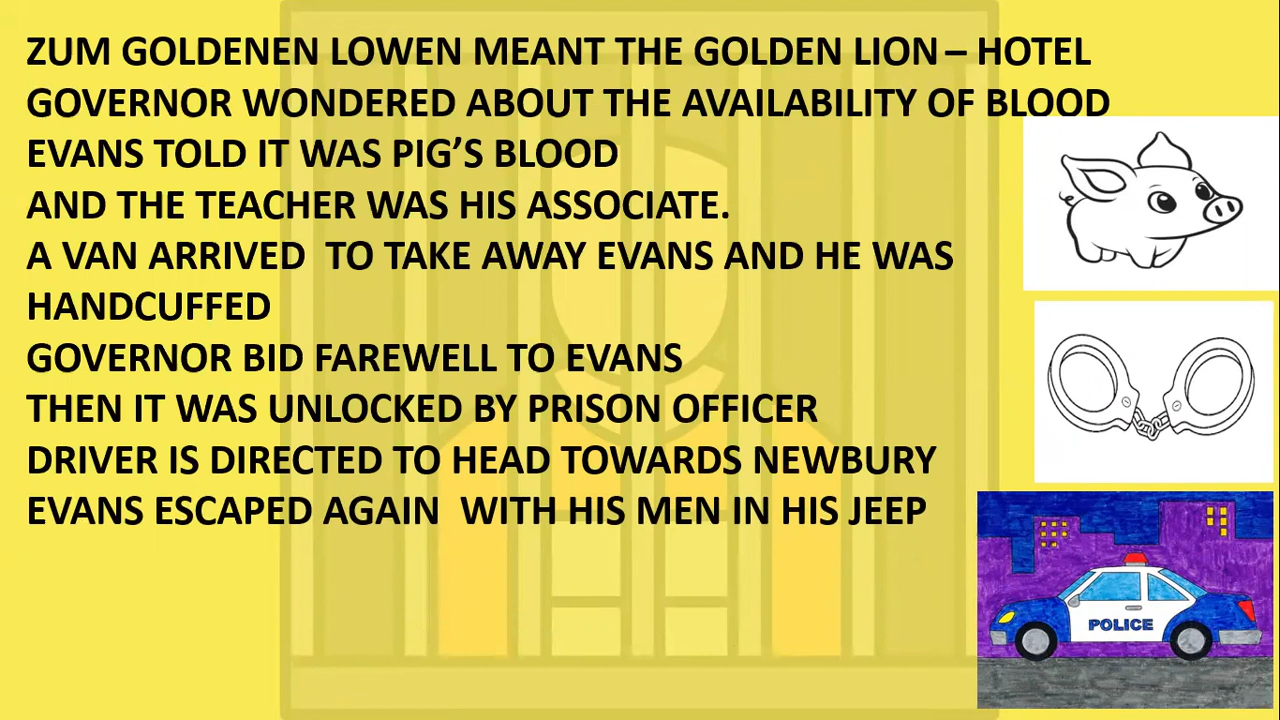 ZUM GOLDENEN LOWEN MEANT THE GOLDEN LION – HOTEL
GOVERNOR WONDERED ABOUT THE AVAILABILITY OF BLOOD
EVANS TOLD IT WAS PIG’S BLOOD
AND THE TEACHER WAS HIS ASSOCIATE.
A VAN ARRIVED  TO TAKE AWAY EVANS AND HE WAS
HANDCUFFED
GOVERNOR BID FAREWELL TO EVANS
THEN IT WAS UNLOCKED BY PRISON OFFICER
DRIVER IS DIRECTED TO HEAD TOWARDS NEWBURY
EVANS ESCAPED AGAIN  WITH HIS MEN IN HIS JEEP
POLICE